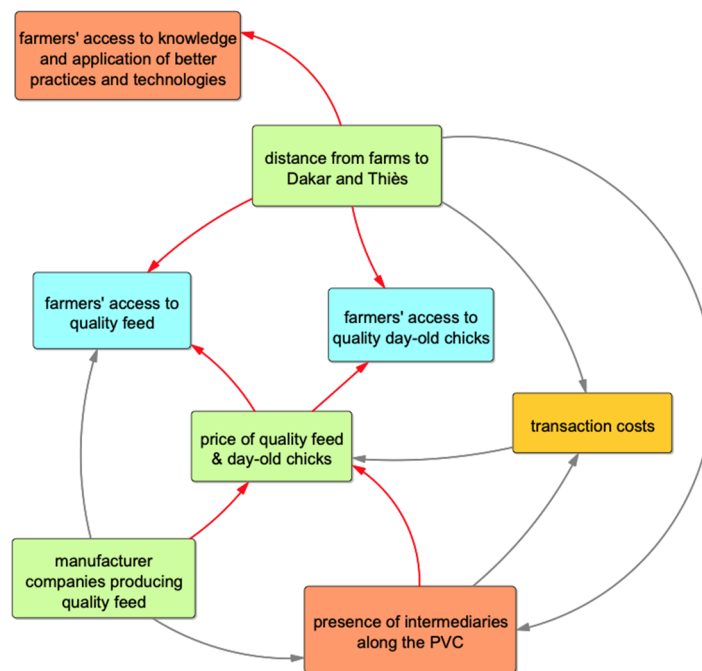 farmers' access to knowledge
and application of better
practices and technologies
distance from farms to
Dakar and Thiès
farmers' access to
quality feed
farmers' access to
quality day-old chicks
price of quality feed
& day-old chicks
transaction costs
manufacturer
companies producing
quality feed
presence of intermediaries
along the PVC